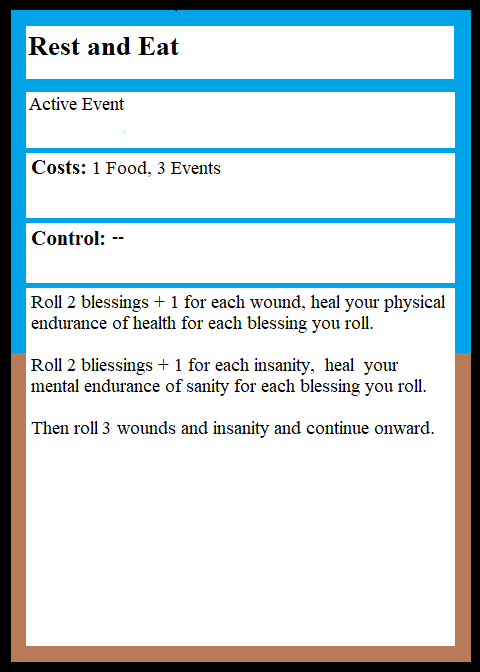 Rest and Eat
Active Event
Costs: 1 Food, 3 Events
Control: --
Roll 2 blessings + 1 for each wound, heal your physical
endurance of health for each blessing you roll.
Roll 2 bliessings + 1 for each insanity, heal your
mental endurance of sanity for each blessing you roll.
Then roll 3 wounds and insanity and continue onward.